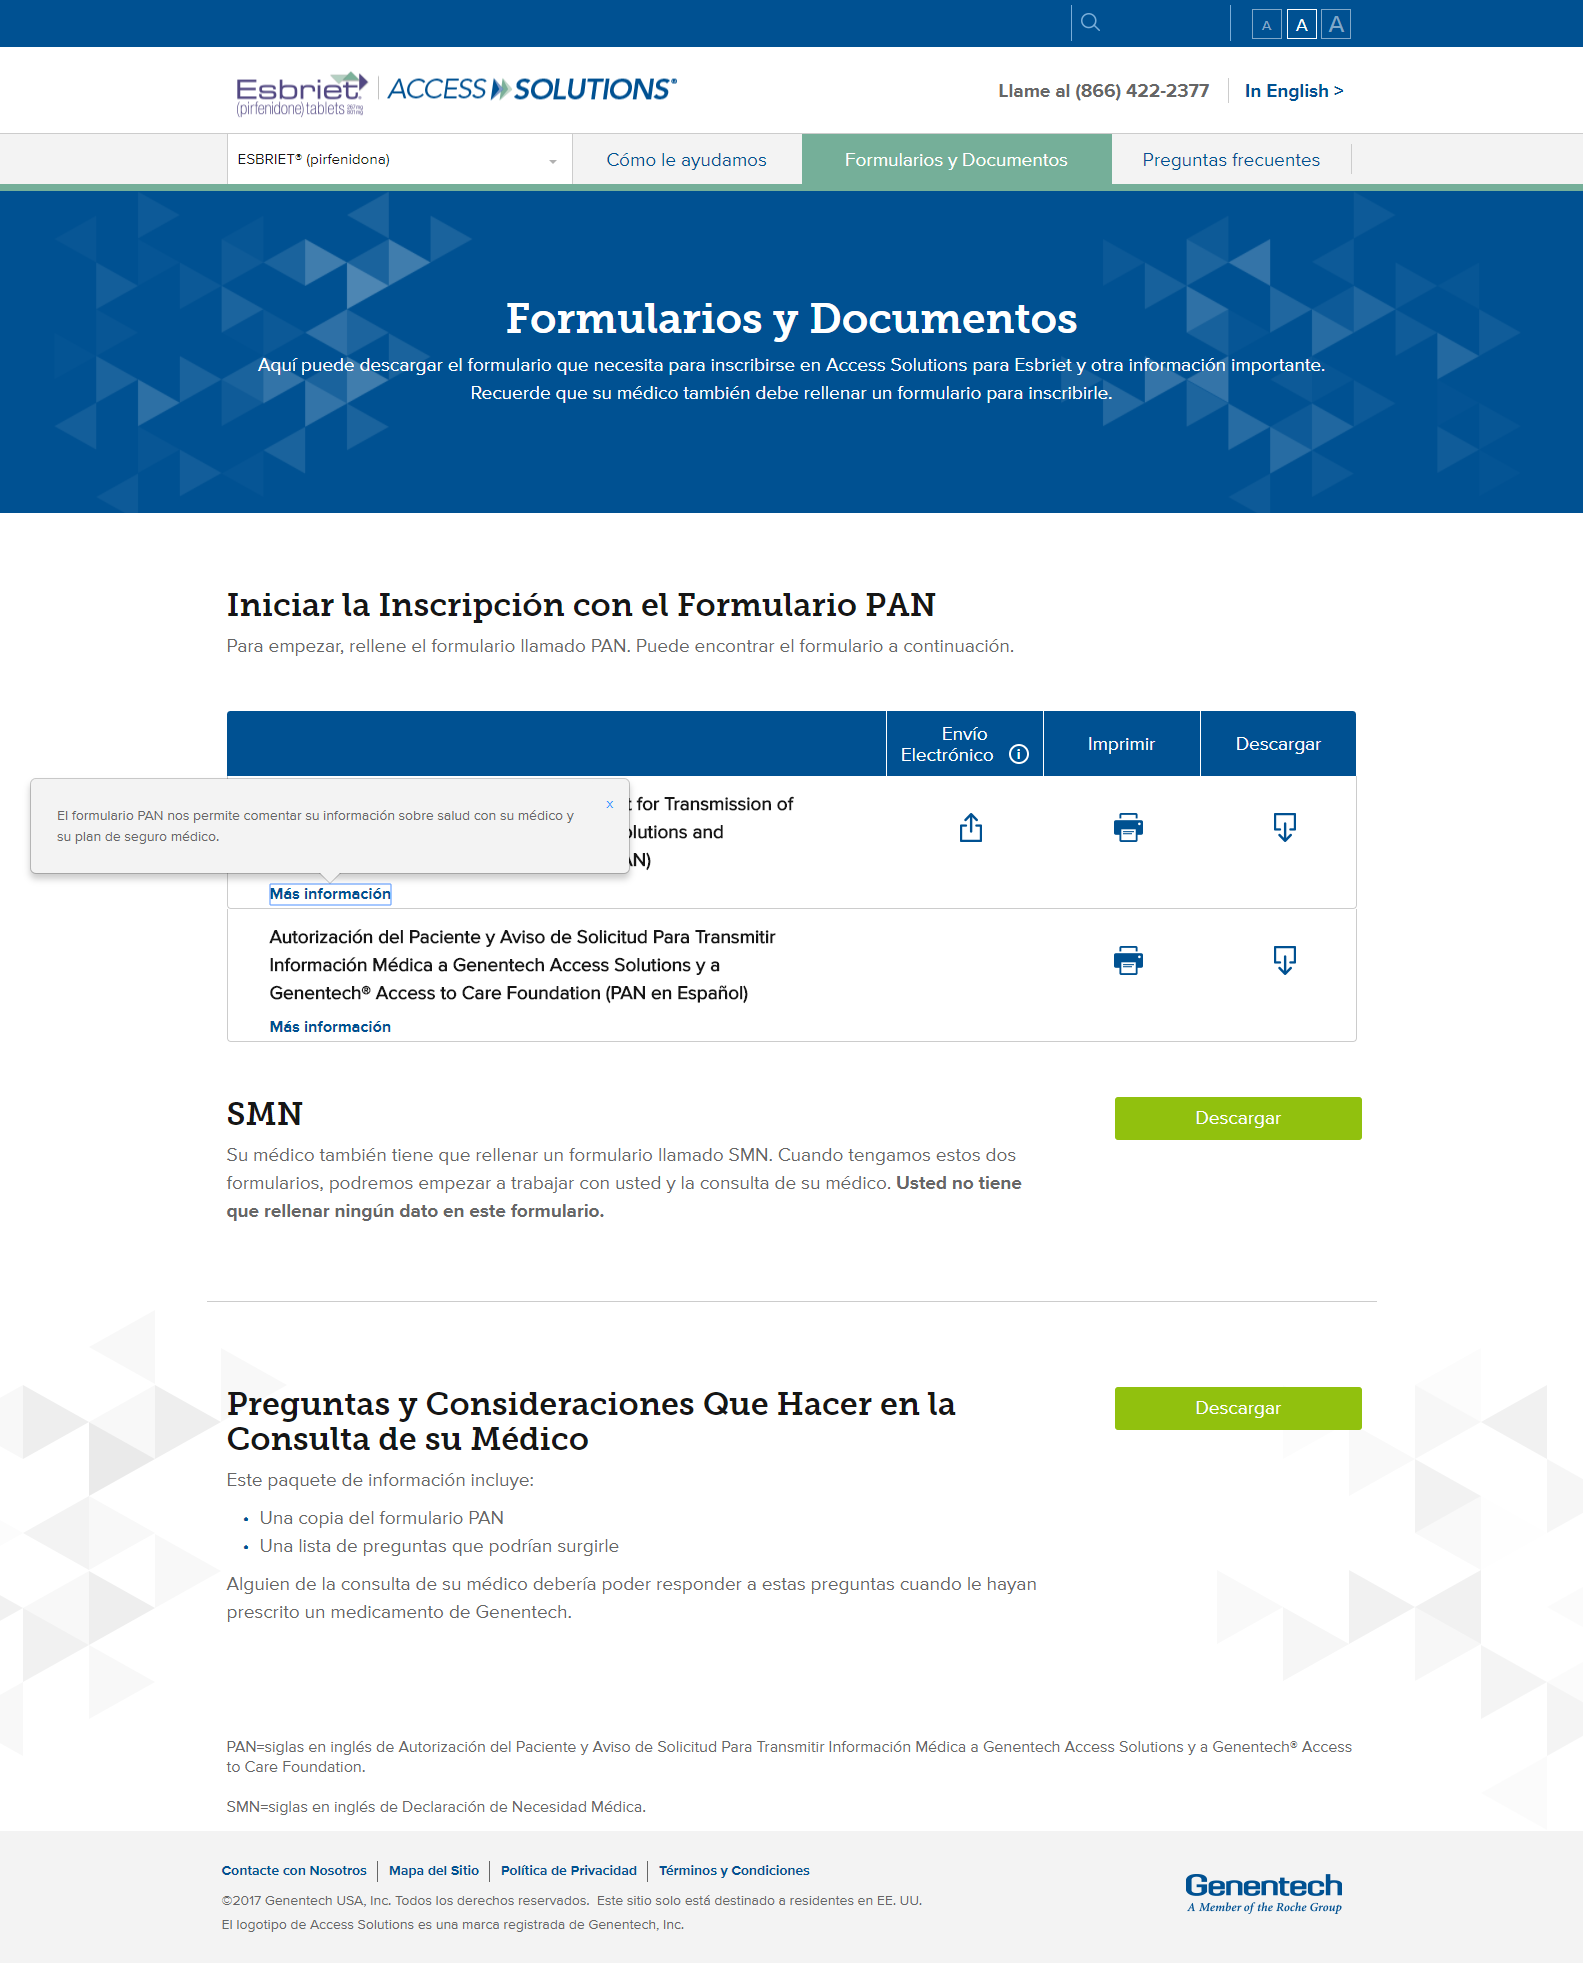 A A A
Esbriet
(pirfenidone) tablets
ACCESS SOLUTIONS®
Llame al (866) 422-2377
In English >
ESBRIET® (pirfenidona)
Cómo le ayudamos
Formularios y Documentos
Preguntas frecuentes
Formularios y Documentos
Aquí puede descargar el formulario que necesita para inscribirse en Access Solutions para Esbriet y otra información importante.
Recuerde que su médico también debe rellenar un formulario para inscribirle.
Iniciar la Inscripción con el Formulario PAN
Para empezar, rellene el formulario llamado PAN. Puede encontrar el formulario a continuación.
Envío
Electrónico
Imprimir
Descargar
El formulario PAN nos permite comentar su información sobre salud con su médico y
su plan de seguro médico.
x
for Transmission of
olutions and
AN)
Más información
Autorización del Paciente y Aviso de Solicitud Para Transmitir
Información Médica a Genentech Access Solutions y a
Genentech® Access to Care Foundation (PAN en Español)
Más información
SMN
Descargar
Su médico también tiene que rellenar un formulario llamado SMN. Cuando tengamos estos dos
formularios, podremos empezar a trabajar con usted y la consulta de su médico. Usted no tiene
que rellenar ningún dato en este formulario.
Preguntas y Consideraciones Que Hacer en la
Consulta de su Médico
Descargar
Este paquete de información incluye:
• Una copia del formulario PAN
• Una lista de preguntas que podrían surgirle
Alguien de la consulta de su médico debería poder responder a estas preguntas cuando le hayan
prescrito un medicamento de Genentech.
PAN=siglas en inglés de Autorización del Paciente y Aviso de Solicitud Para Transmitir Información Médica a Genentech Access Solutions y a Genentech® Access
to Care Foundation.
SMN=siglas en inglés de Declaración de Necesidad Médica.
Contacte con Nosotros
Mapa del Sitio
Política de Privacidad
Términos y Condiciones
©2017 Genentech USA, Inc. Todos los derechos reservados. Este sitio solo está destinado a residentes en EE. UU.
El logotipo de Access Solutions es una marca registrada de Genentech, Inc.
Genentech
A Member of the Roche Group